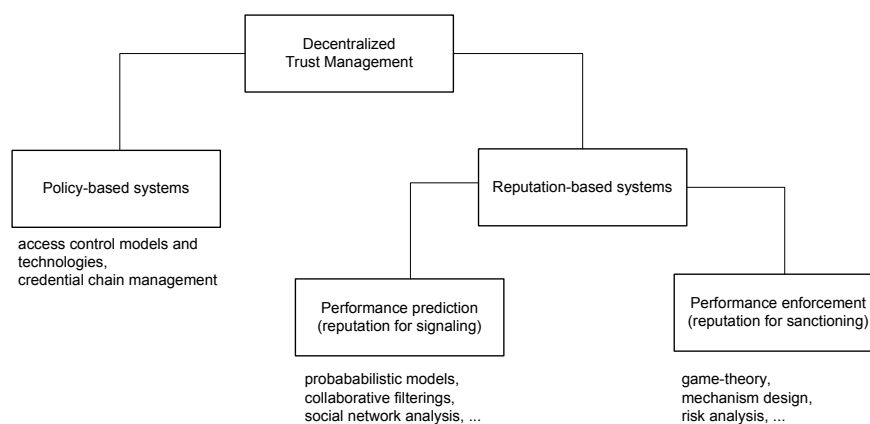 Decentralized
Trust Management
Policy-based systems
Reputation-based systems
access control models and
technologies,
credential chain management
Performance prediction
(reputation for signaling)
Performance enforcement
(reputation for sanctioning)
probababilistic models,
collaborative filterings,
social network analysis, ...
game-theory,
mechanism design,
risk analysis, ...